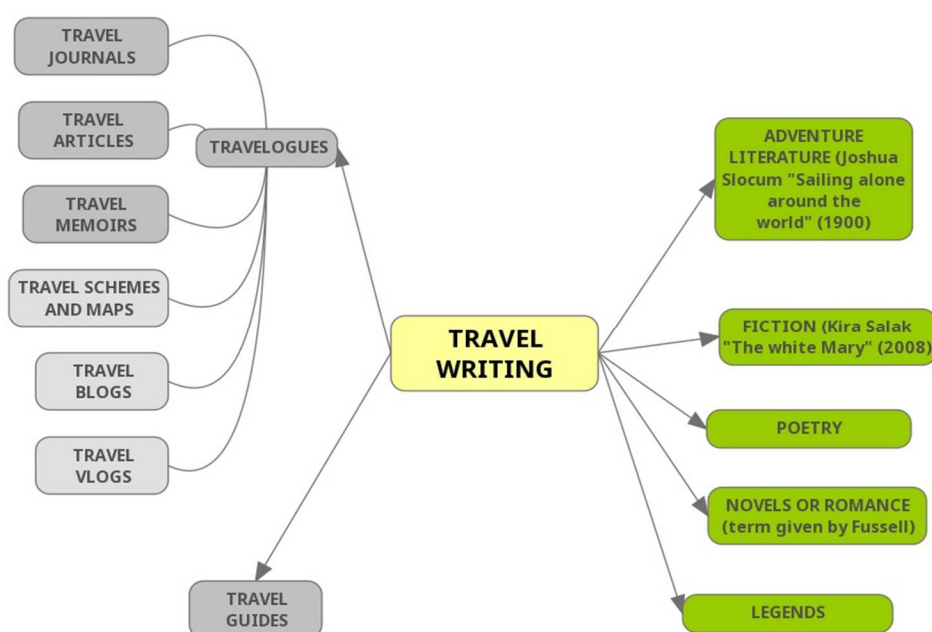 TRAVEL
JOURNALS
TRAVEL
ARTICLES
TRAVELOGUES
TRAVEL
MEMOIRS
TRAVEL SCHEMES
AND MAPS
TRAVEL
BLOGS
TRAVEL
VLOGS
TRAVEL
GUIDES
TRAVEL
WRITING
ADVENTURE
LITERATURE (Joshua
Slocum "Sailing alone
around the
world" (1900)
FICTION (Kira Salak
"The white Mary" (2008)
POETRY
NOVELS OR ROMANCE
(term given by Fussell)
LEGENDS